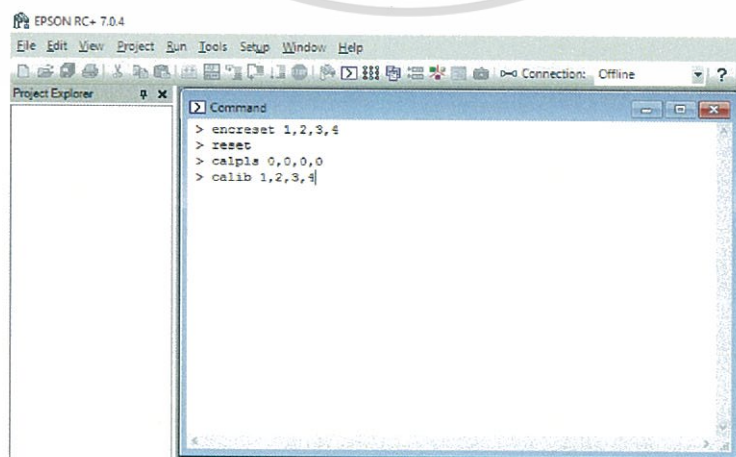 EPSON RC+ 7.0.4
File Edit View Project Run Tools Setup Window Help
Connection: Offline ?
Project Explorer
Command
> encreset 1,2,3,4
> reset
> calpls 0,0,0,0
> calib 1,2,3,4